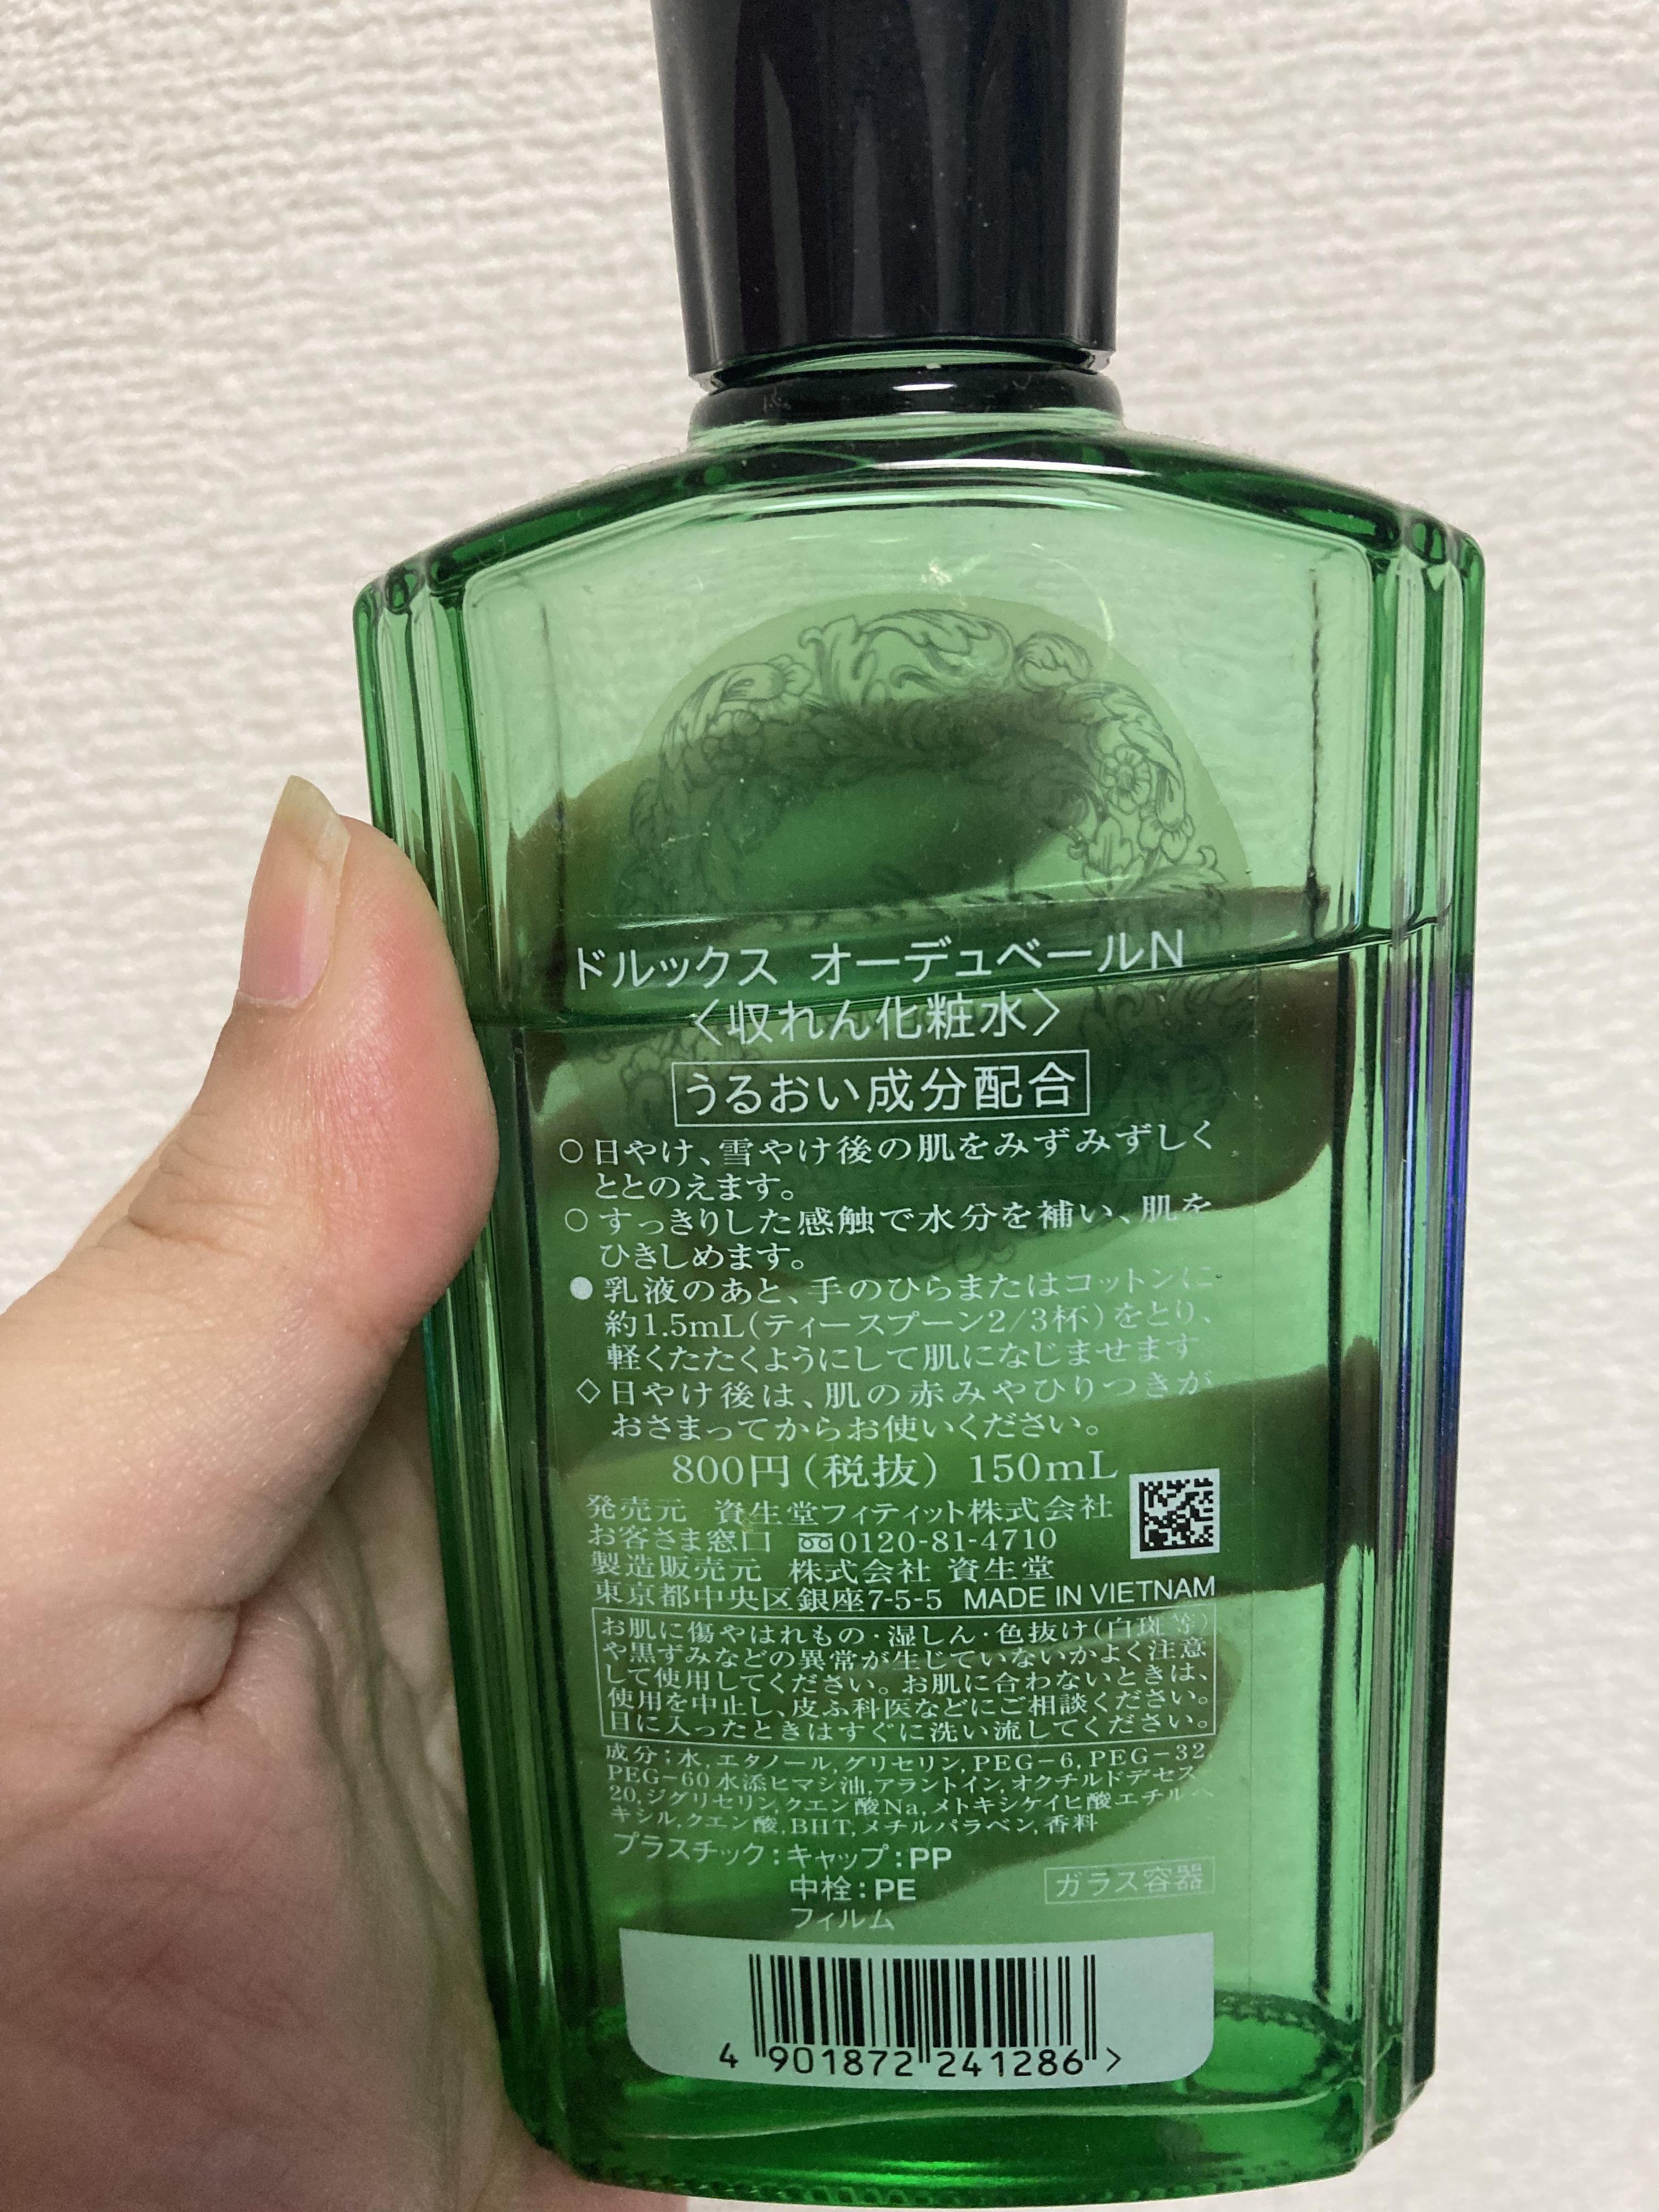 ドルックス オーデュベールN
〈収れん化粧水〉
うるおい成分配合
○日やけ、雪やけ後の肌をみずみずしく
ととのえます。
○すっきりした感触で水分を補い、肌を
ひきしめます。
●乳液のあと、手のひらまたはコットンに
約1.5mL(ティースプーン2/3杯)をとり、
軽くたたくようにして肌になじませます
◇日やけ後は、肌の赤みやひりつきが
おさまってからお使いください。
800円(税抜) 150mL
発売元 資生堂フィティット株式会社
お客さま窓口 0120-81-4710
製造販売元 株式会社 資生堂
東京都中央区銀座7-5-5 MADE IN VIETNAM
お肌に傷やはれもの・湿しん・色抜け(白斑等)
や黒ずみなどの異常が生じていないかよく注意
して使用してください。お肌に合わないときは、
使用を中止し、皮ふ科医などにご相談ください。
目に入ったときはすぐに洗い流してください。
成分;水,エタノール,グリセリン,PEG-6,PEG-32
PEG-60水添ヒマシ油,アラントイン,オクチルドデセス
20,ジグリセリン,クエン酸Na,メトキシケイヒ酸エチルヘ
キシル,クエン酸,BHT,メチルパラベン,香料
プラスチック:キャップ:PP
中栓:PE
フィルム
ガラス容器
4 901872 241286 >